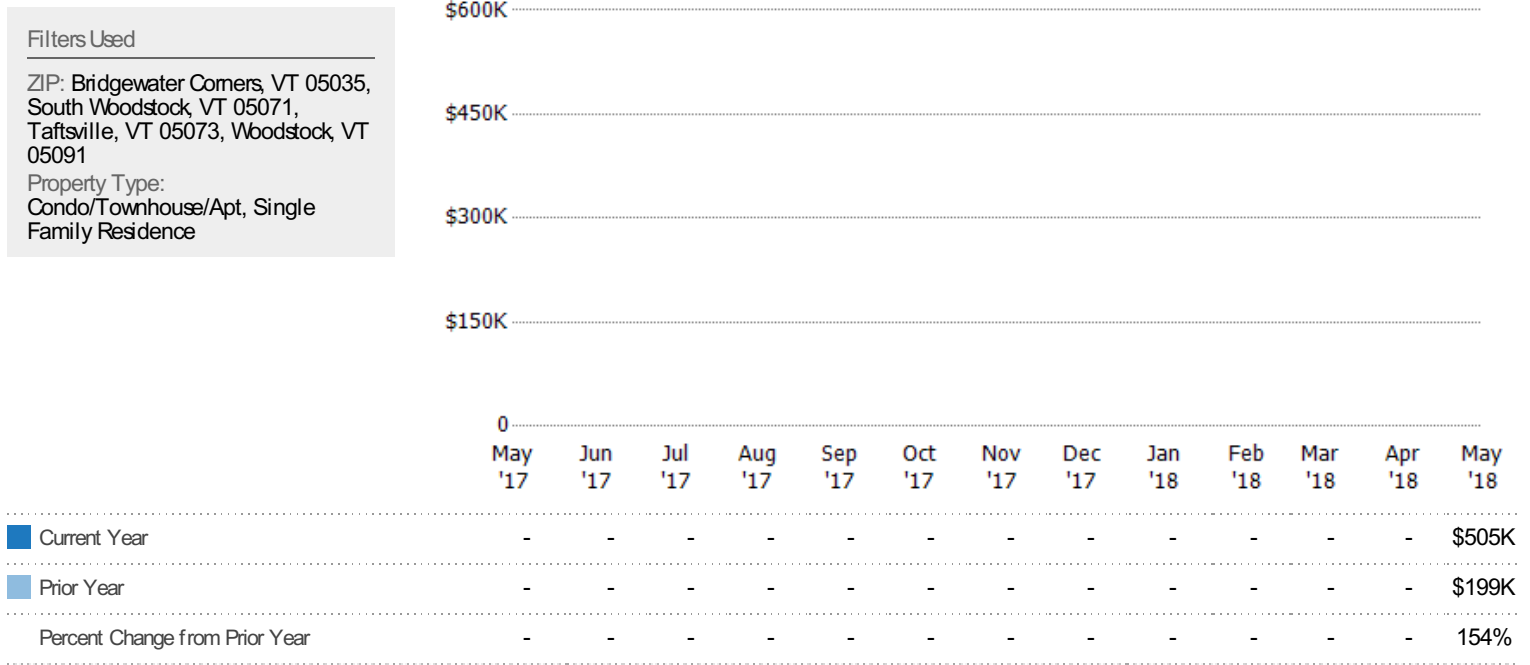 Filters Used
ZIP: Bridgewater Corners, VT 05035,
South Woodstock, VT 05071,
Taftsville, VT 05073, Woodstock, VT
05091
Property Type:
Condo/Townhouse/Apt, Single
Family Residence
$600K
$450K
$300K
$150K
0
May Jun Jul Aug Sep Oct Nov Dec Jan Feb Mar Apr May
'17 '17 '17 '17 '17 '17 '17 '17 '18 '18 '18 '18 '18
Current Year - - - - - - - - - - - - $505K
Prior Year - - - - - - - - - - - - $199K
Percent Change from Prior Year - - - - - - - - - - - - 154%